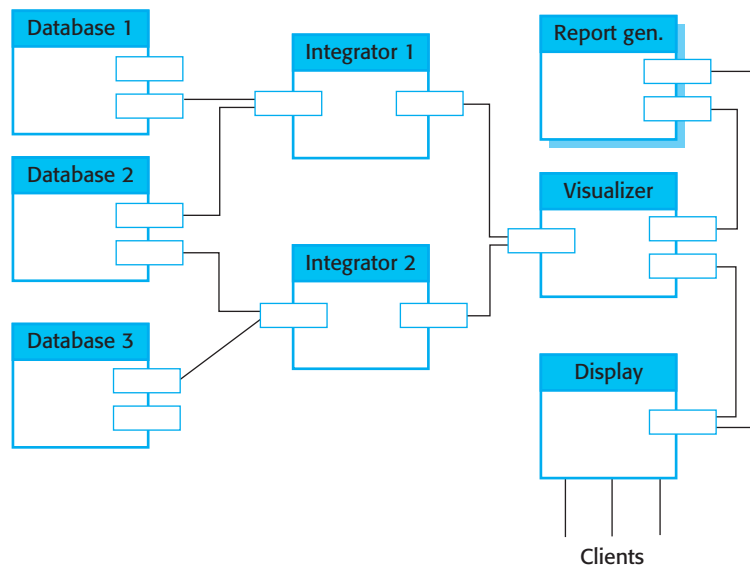 Database 1
Integrator 1
Report gen.
Database 2
Visualizer
Integrator 2
Database 3
Display
Clients